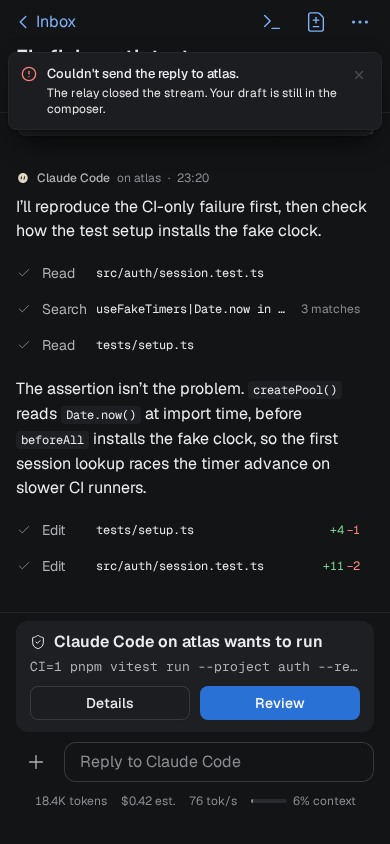 Inbox
Couldn't send the reply to atlas.
The relay closed the stream. Your draft is still in the
composer.
Claude Code on atlas · 23:20
I'll reproduce the CI-only failure first, then check
how the test setup installs the fake clock.
Read src/auth/session.test.ts
Search useFakeTimers|Date.now in … 3 matches
Read tests/setup.ts
The assertion isn't the problem. createPool()
reads Date.now() at import time, before
beforeAll installs the fake clock, so the first
session lookup races the timer advance on
slower CI runners.
Edit tests/setup.ts +4 −1
Edit src/auth/session.test.ts +11 −2
Claude Code on atlas wants to run
CI=1 pnpm vitest run --project auth --re…
Details Review
Reply to Claude Code
18.4K tokens $0.42 est. 76 tok/s 6% context